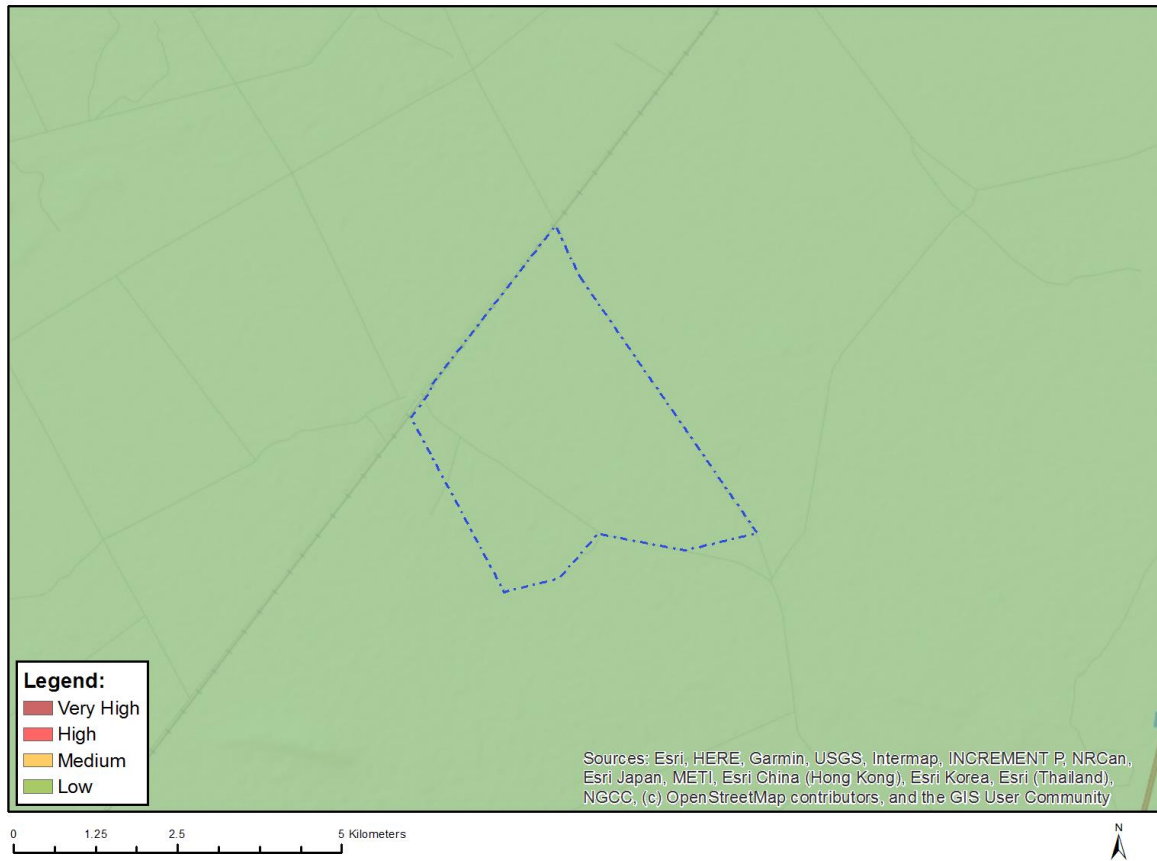 Legend:
Very High
High
Medium
Low
Sources: Esri, HERE, Garmin, USGS, Intermap, INCREMENT P, NRCan,
Esri Japan, METI, Esri China (Hong Kong), Esri Korea, Esri (Thailand),
NGCC, (c) OpenStreetMap contributors, and the GIS User Community
0 1.25 2.5 5 Kilometers
N